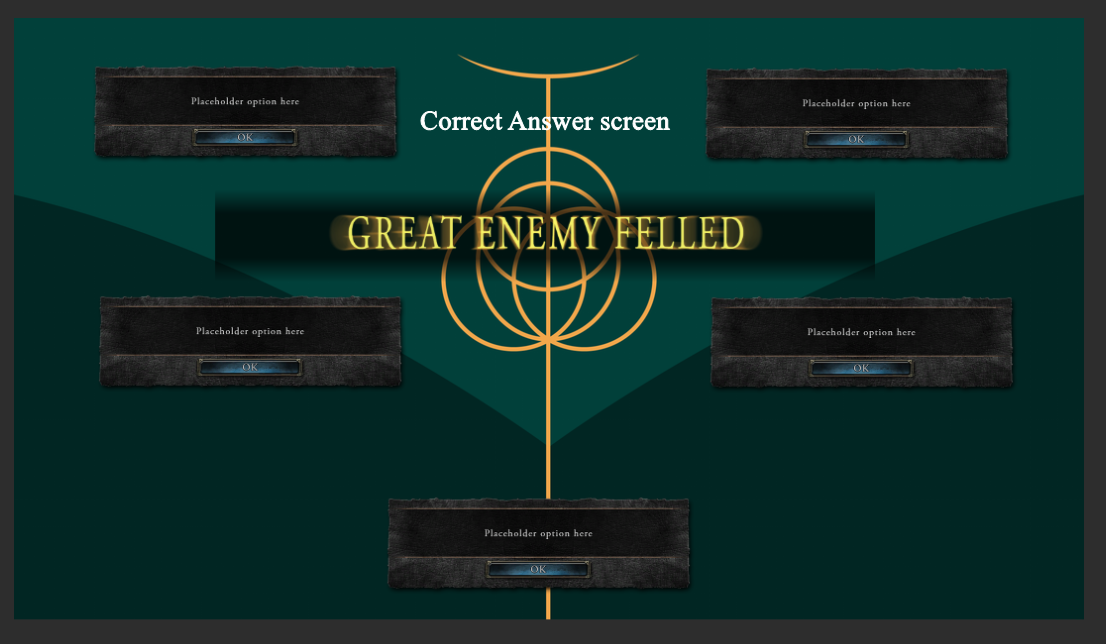 Placeholder option here
OK
Correct Answer screen
Placeholder option here
OK
GREAT ENEMY FELLED
Placeholder option here
OK
Placeholder option here
OK
Placeholder option here
OK